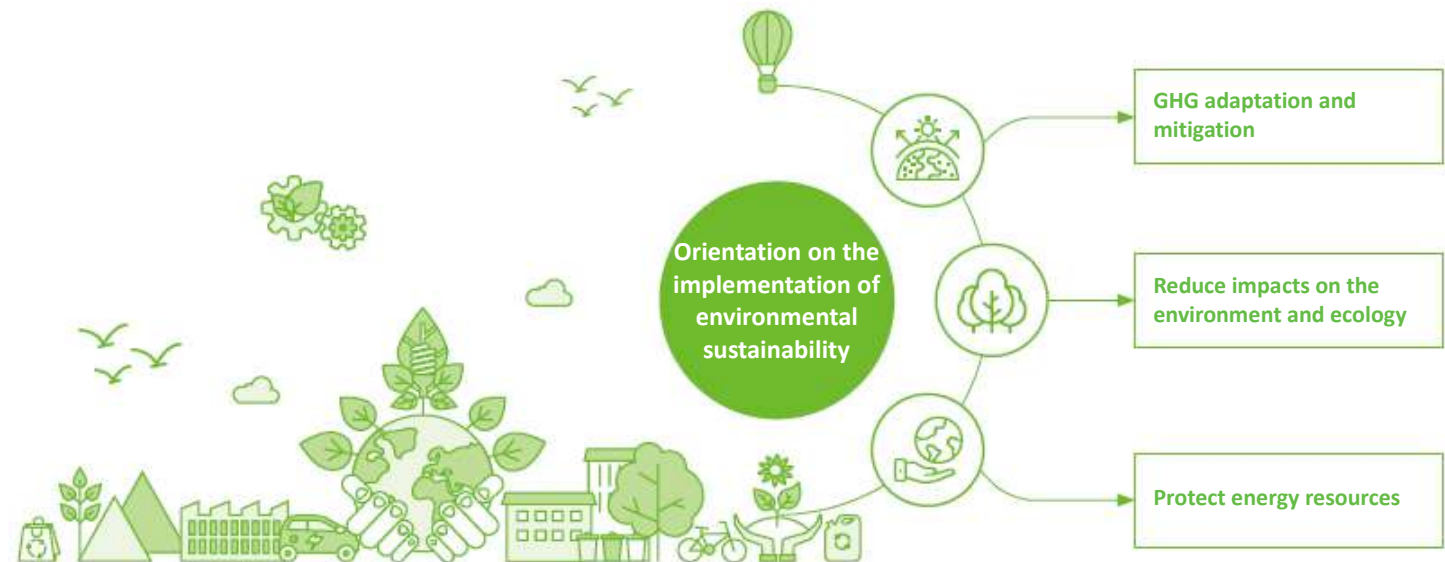 Orientation on the
implementation of
environmental
sustainability
GHG adaptation and
mitigation
Reduce impacts on the
environment and ecology
Protect energy resources